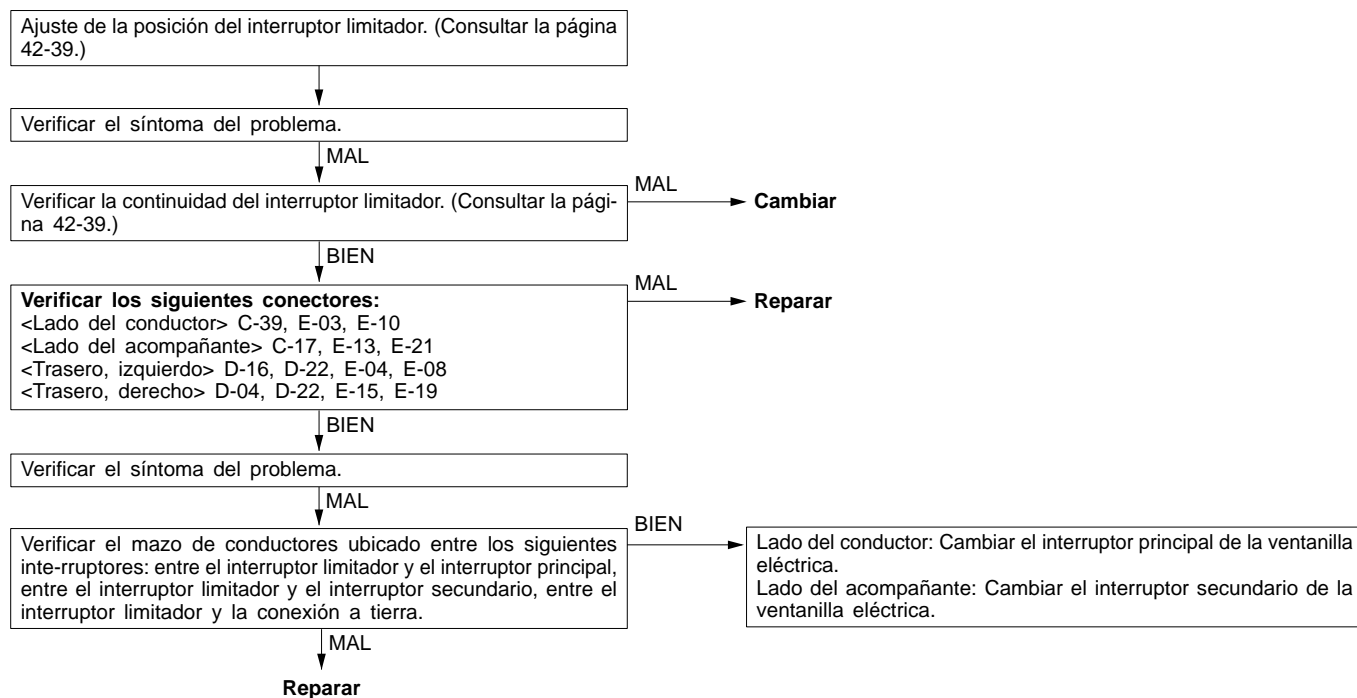 Ajuste de la posición del interruptor limitador. (Consultar la página
42-39.)
Verificar el síntoma del problema.
MAL
Verificar la continuidad del interruptor limitador. (Consultar la pági-
na 42-39.)
MAL
Cambiar
BIEN
Verificar los siguientes conectores:
<Lado del conductor> C-39, E-03, E-10
<Lado del acompañante> C-17, E-13, E-21
<Trasero, izquierdo> D-16, D-22, E-04, E-08
<Trasero, derecho> D-04, D-22, E-15, E-19
MAL
Reparar
BIEN
Verificar el síntoma del problema.
MAL
Verificar el mazo de conductores ubicado entre los siguientes
inte-rruptores: entre el interruptor limitador y el interruptor principal,
entre el interruptor limitador y el interruptor secundario, entre el
interruptor limitador y la conexión a tierra.
BIEN
Lado del conductor: Cambiar el interruptor principal de la ventanilla
eléctrica.
Lado del acompañante: Cambiar el interruptor secundario de la
ventanilla eléctrica.
MAL
Reparar